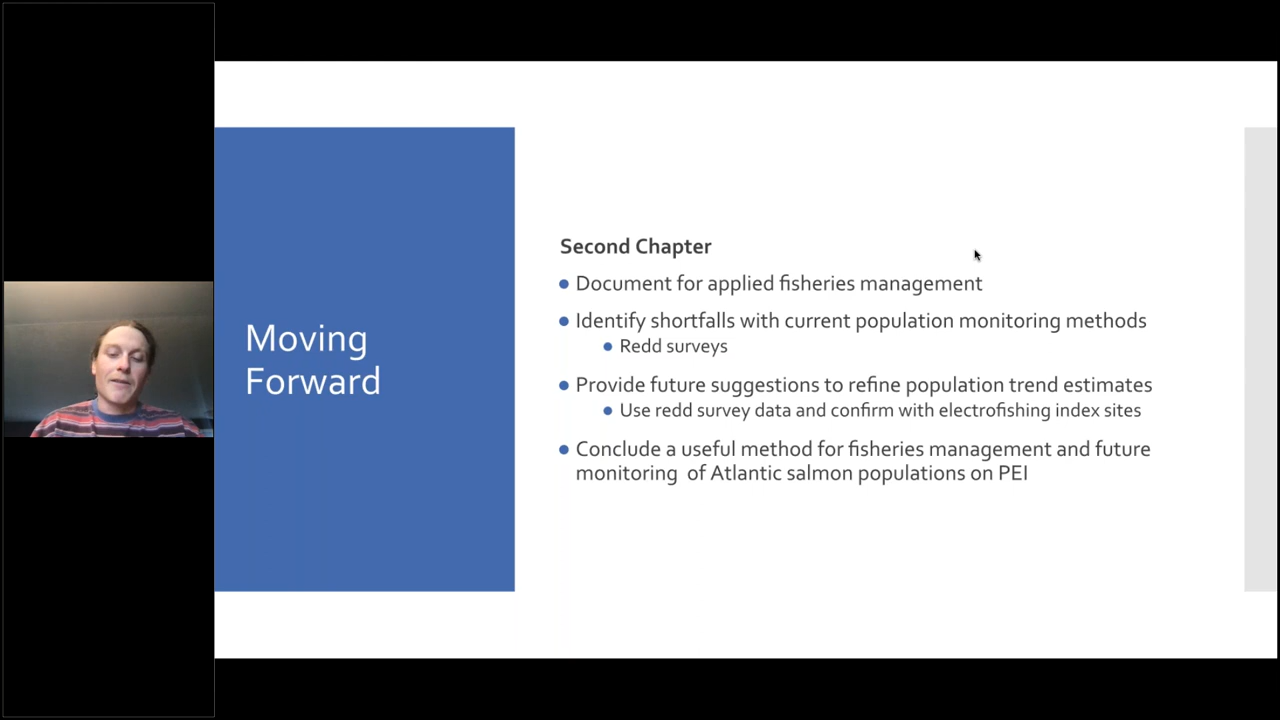 Moving
Forward
Second Chapter
Document for applied fisheries management
Identify shortfalls with current population monitoring methods
Redd surveys
Provide future suggestions to refine population trend estimates
Use redd survey data and confirm with electrofishing index sites
Conclude a useful method for fisheries management and future
monitoring of Atlantic salmon populations on PEI